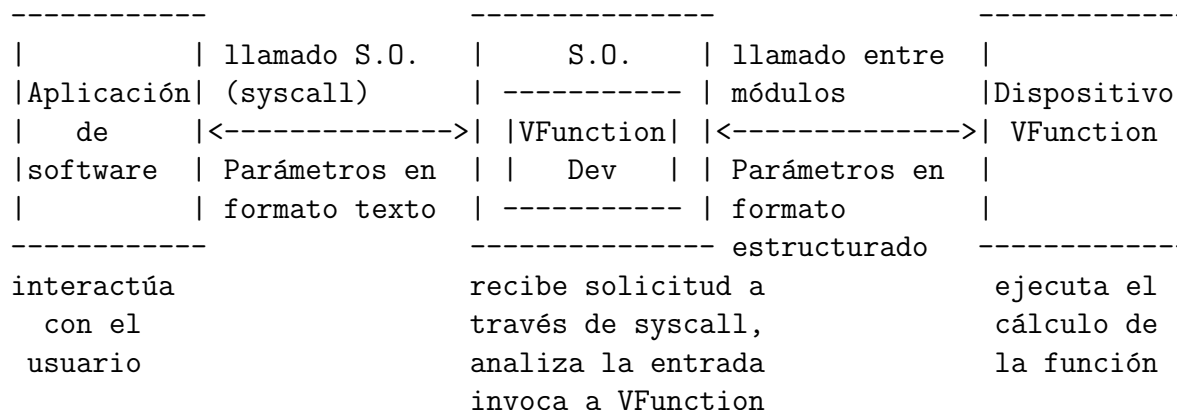 ------------ --------------- -------------
| | llamado S.O. | S.O. | llamado entre |
|Aplicación| (syscall) | ----------- | módulos |Dispositivo
| de |<-------------->| |VFunction| |<-------------->| VFunction
|software | Parámetros en | | Dev | | Parámetros en |
| | formato texto | ----------- | formato |
------------ --------------- estructurado -------------
interactúa recibe solicitud a ejecuta el
con el través de syscall, cálculo de
usuario analiza la entrada la función
invoca a VFunction